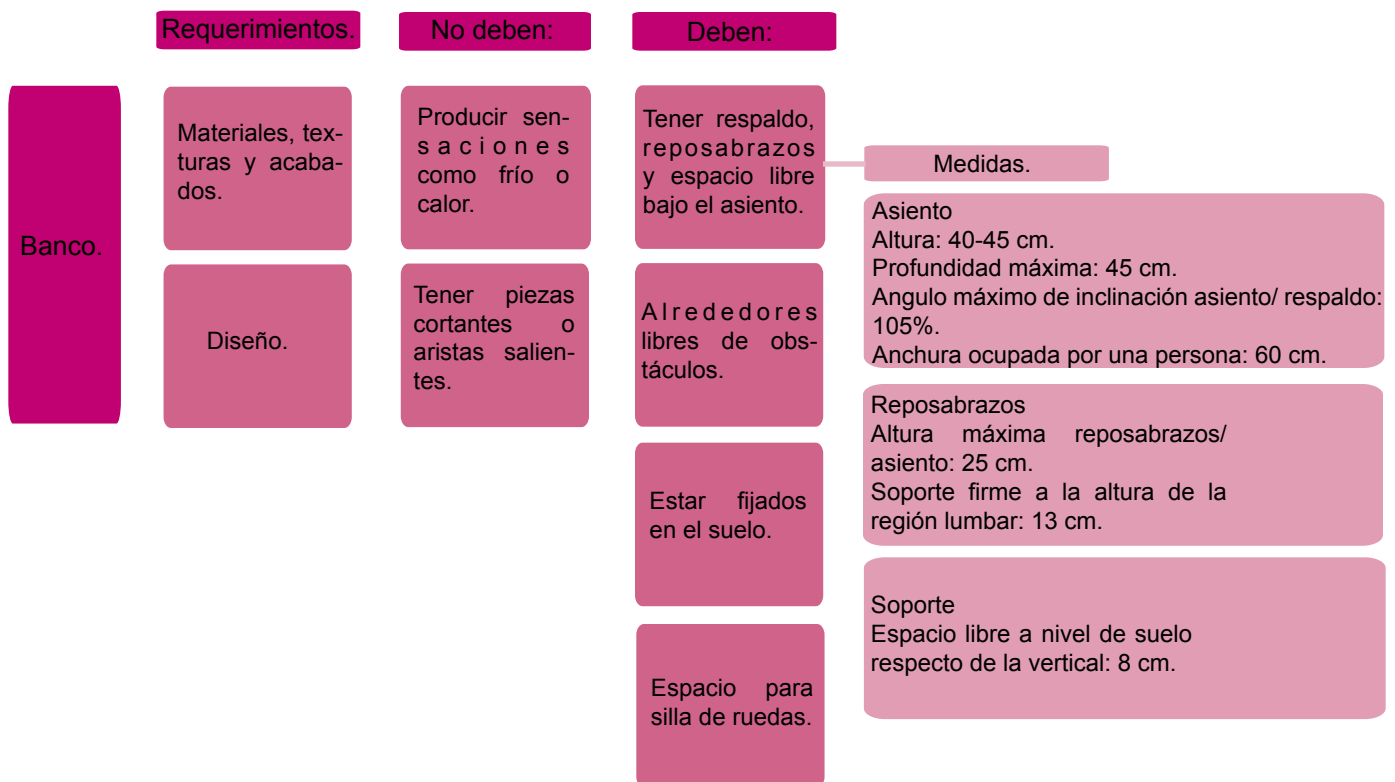 Requerimientos.
No deben:
Deben:
Banco.
Materiales, tex-
turas y acaba-
dos.
Diseño.
Producir sen-
saciones
como frío o
calor.
Tener piezas
cortantes o
aristas salien-
tes.
Tener respaldo,
reposabrazos
y espacio libre
bajo el asiento.
Alrededores
libres de obs-
táculos.
Estar fijados
en el suelo.
Espacio para
silla de ruedas.
Medidas.
Asiento
Altura: 40-45 cm.
Profundidad máxima: 45 cm.
Angulo máximo de inclinación asiento/ respaldo:
105%.
Anchura ocupada por una persona: 60 cm.
Reposabrazos
Altura máxima reposabrazos/
asiento: 25 cm.
Soporte firme a la altura de la
región lumbar: 13 cm.
Soporte
Espacio libre a nivel de suelo
respecto de la vertical: 8 cm.